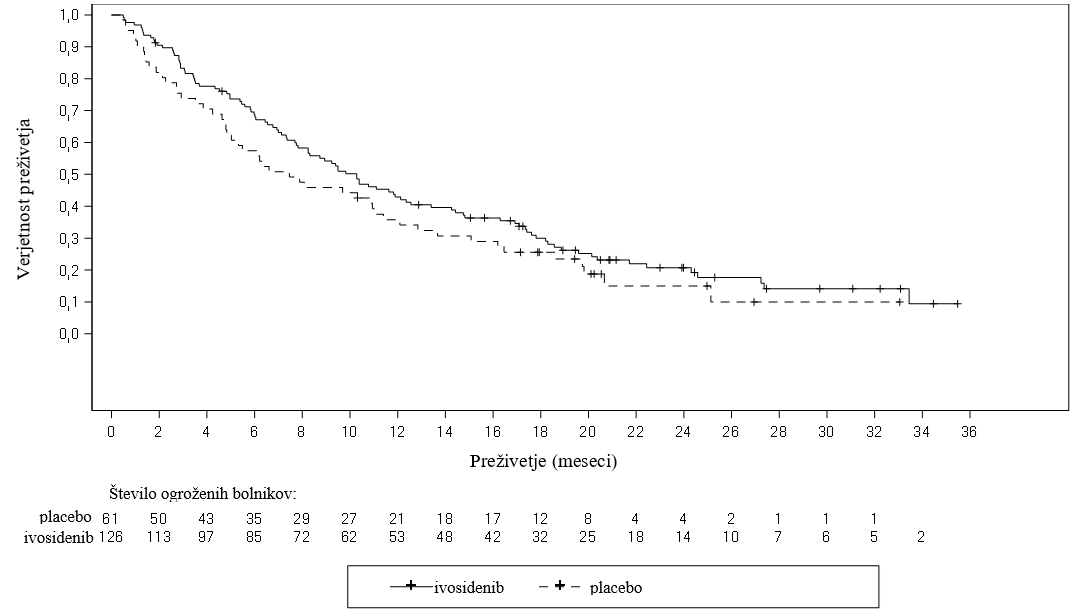 Verjetnost preživetja
1,0
0,9
0,8
0,7
0,6
0,5
0,4
0,3
0,2
0,1
0,0
0 2 4 6 8 10 12 14 16 18 20 22 24 26 28 30 32 34 36
Preživetje (meseci)
Število ogroženih bolnikov:
placebo 61 50 43 35 29 27 21 18 17 12 8 4 4 2 1 1 1
ivosidenib 126 113 97 85 72 62 53 48 42 32 25 18 14 10 7 6 5 2
ivosidenib placebo